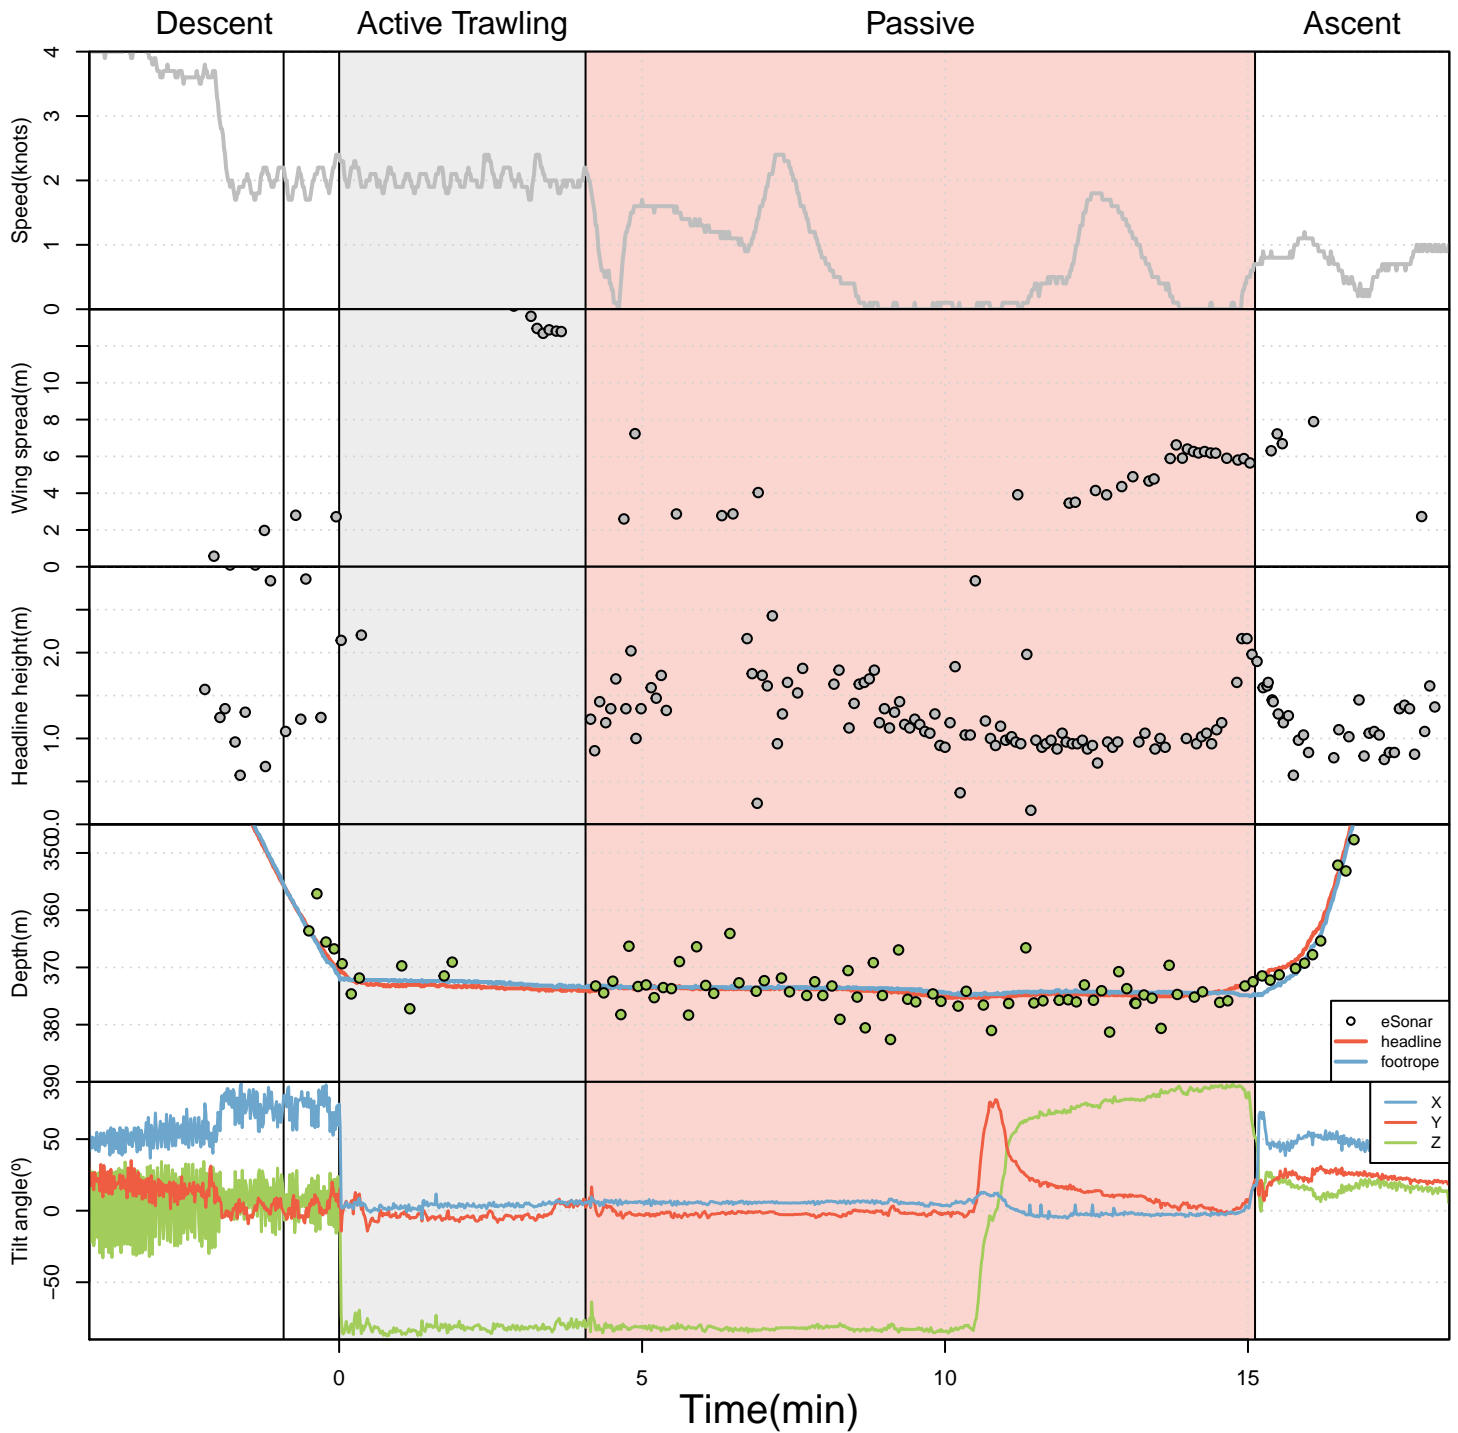 Descent Active Trawling Passive Ascent
Speed(knots)
4
3
2
1
0
Wing spread(m)
10
8
6
4
2
0
Headline height(m)
2.0
1.0
0.0
Depth(m)
350
360
370
380
390
eSonar
headline
footrope
Tilt angle(º)
50
0
−50
X
Y
Z
0 5 10 15
Time(min)